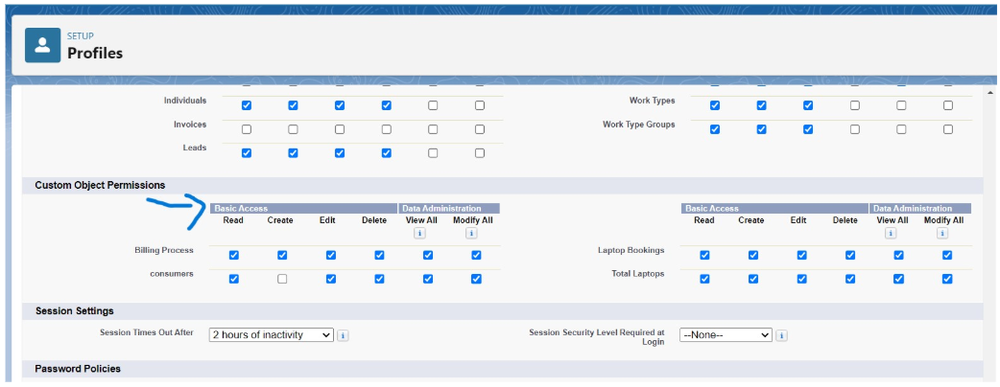 SETUP
Profiles
Individuals
Work Types
Invoices
Work Type Groups
Leads
Custom Object Permissions
Basic Access Data Administration Basic Access Data Administration
Read Create Edit Delete View All Modify All Read Create Edit Delete View All Modify All
i i i i
Billing Process
Laptop Bookings
consumers
Total Laptops
Session Settings
Session Times Out After 2 hours of inactivity i Session Security Level Required at --None-- i
Login
Password Policies